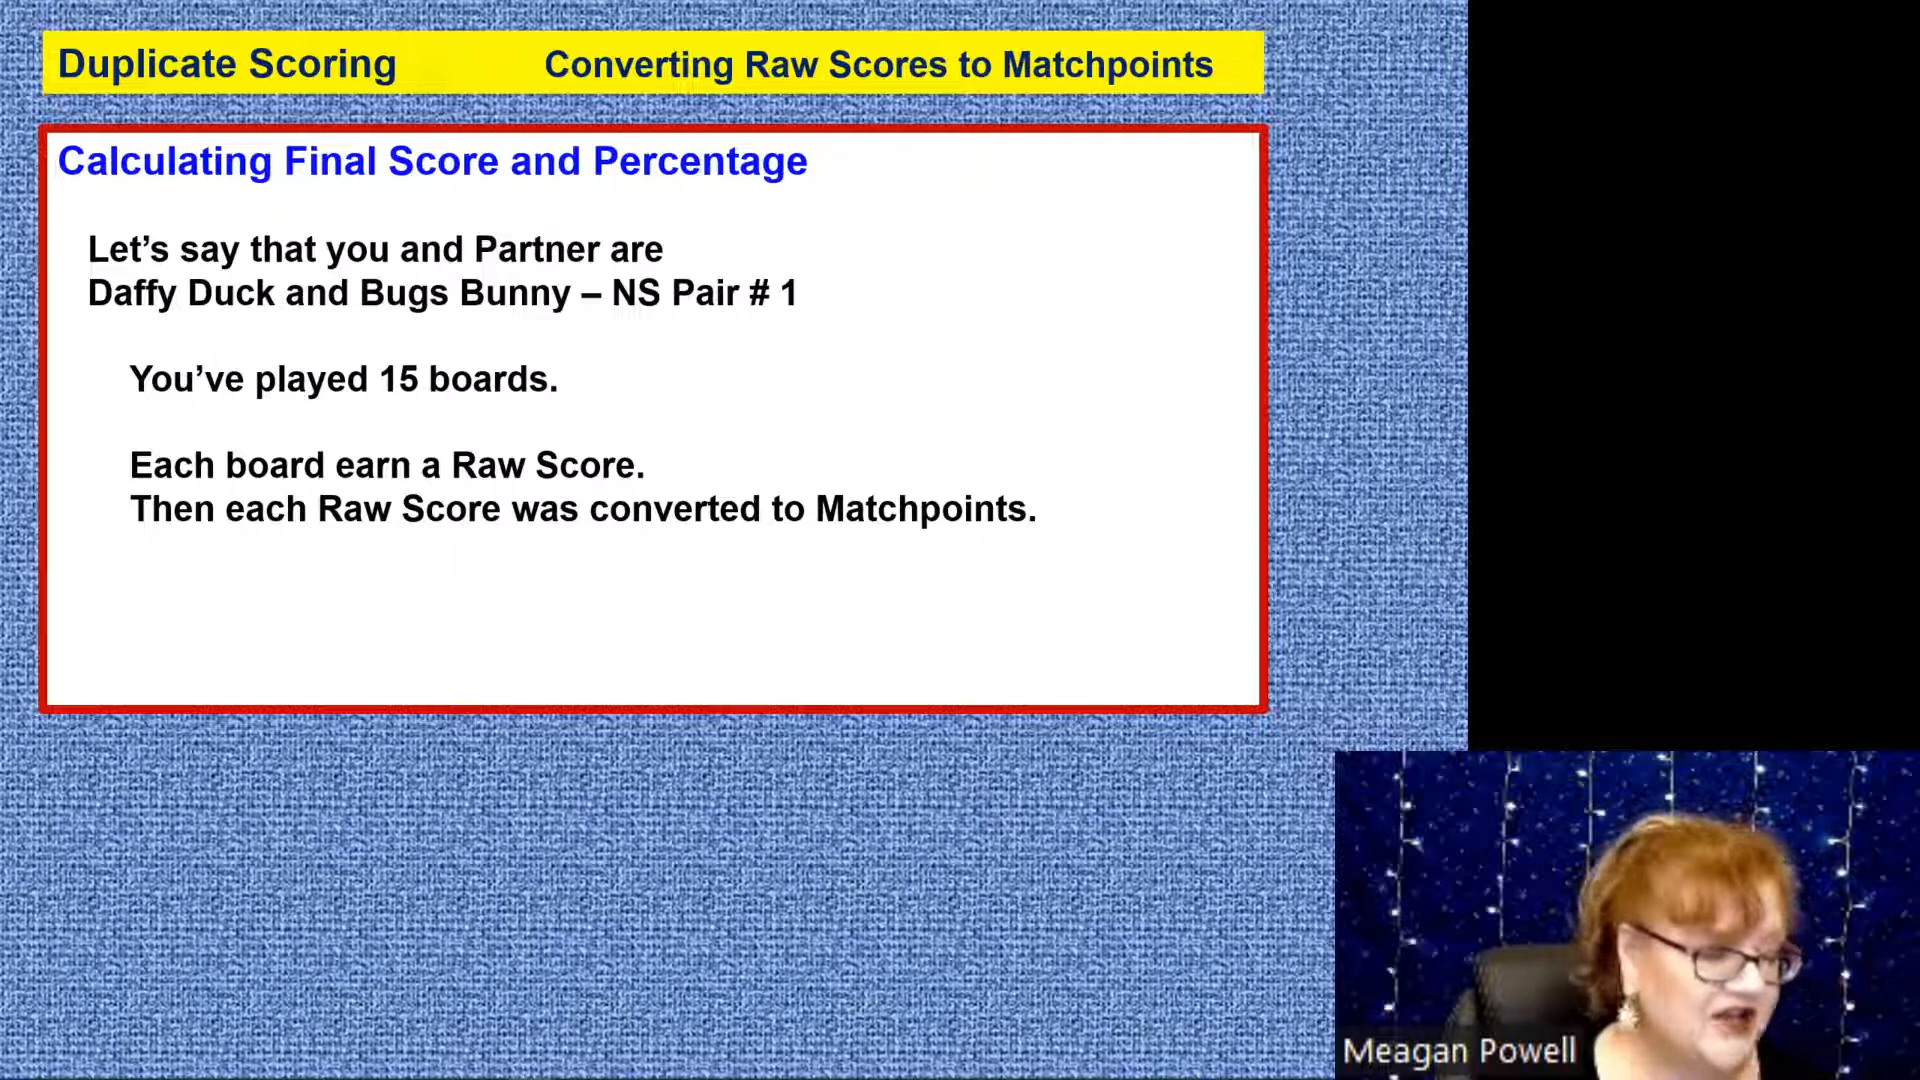 Duplicate Scoring
Converting Raw Scores to Matchpoints
Calculating Final Score and Percentage
Let’s say that you and Partner are
Daffy Duck and Bugs Bunny – NS Pair # 1
You’ve played 15 boards.
Each board earn a Raw Score.
Then each Raw Score was converted to Matchpoints.
Meagan Powell